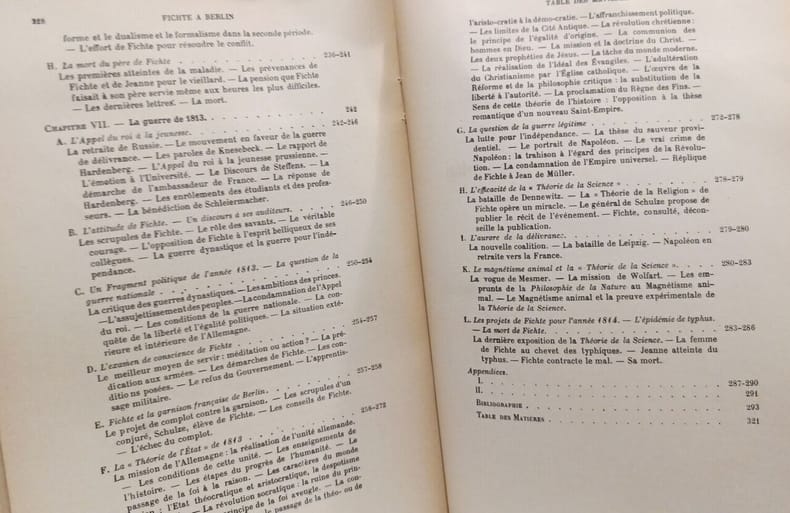 328
FICHTE A BERLIN
forme et le dualisme et le formalisme dans la seconde période.
— L'effort de Fichte pour résoudre le conflit.
H. La mort du père de Fichte . . . . . . . 236-241
Les premières atteintes de la maladie. — Les prévenances de
Fichte et de Jeanne pour le vieillard. — La pension que Fichte
faisait à son père servie même aux heures les plus difficiles.
— Les dernières lettres. — La mort.
CHAPITRE VII. — La guerre de 1813. . . . . 242
A. L'Appel du roi à la jeunesse. . . . . 242-246
La retraite de Russie. — Le mouvement en faveur de la guerre
de délivrance. — Les paroles de Knesebeck. — Le rapport de
Hardenberg. — L'Appel du roi à la jeunesse prussienne. —
L'émotion à l'Université. — Le Discours de Steffens. — La
démarche de l'ambassadeur de France. — La réponse de
Hardenberg. — Les enrôlements des étudiants et des profes-
seurs. — La bénédiction de Schleiermacher.
B. L'attitude de Fichte. — Un discours à ses auditeurs. . . . 246-250
Les scrupules de Fichte. — Le rôle des savants. — Le véritable
courage. — L'opposition de Fichte à l'esprit belliqueux de ses
collègues. — La guerre dynastique et la guerre pour l'indé-
pendance.
C. Un Fragment politique de l'année 1813. — La question de la
guerre nationale . . . . . 250-254
La critique des guerres dynastiques. — Les ambitions des princes.
— L'assujettissement des peuples. — La condamnation de l'Appel
du roi. — Les conditions de la guerre nationale. — La con-
quête de la liberté et l'égalité politiques. — La situation exté-
rieure et intérieure de l'Allemagne.
D. L'examen de conscience de Fichte . . . . . 254-257
Le meilleur moyen de servir : méditation ou action ? — La pré-
dication aux armées. — Les démarches de Fichte. — Les con-
ditions posées. — Le refus du Gouvernement. — L'apprentis-
sage militaire.
E. Fichte et la garnison française de Berlin. . . . . 257-258
Le projet de complot contre la garnison. — Les scrupules d'un
conjuré, Schulze, élève de Fichte. — Les conseils de Fichte.
— L'échec du complot.
F. La « Théorie de l'État » de 1813 . . . . . 258-272
La mission de l'Allemagne : la réalisation de l'unité allemande.
— Les conditions de cette unité. — Les enseignements de
l'histoire. — Les étapes du progrès de l'humanité. — Le
passage de la foi à la raison. — Les caractères du monde
: l'État théocratique et aristocratique, le despotisme
— La révolution socratique : la ruine du prin-
principe de la foi aveugle. — La con-
le passage de la théo- ou de
TABLE DES
l'aristo-cratie à la démo-cratie. — L'affranchissement politique.
— Les limites de la Cité Antique. — La révolution chrétienne :
le principe de l'égalité d'origine. — La communion des
hommes en Dieu. — La mission et la doctrine du Christ. —
Les deux prophéties de Jésus. — La tâche du monde moderne.
— La réalisation de l'Idéal des Évangiles. — L'adultération
du Christianisme par l'Église catholique. — L'œuvre de la
Réforme et de la philosophie critique : la substitution de la
liberté à l'autorité. — La proclamation du Règne des Fins. —
Sens de cette théorie de l'histoire : l'opposition à la thèse
romantique d'un nouveau Saint-Empire.
G. La question de la guerre légitime . . . . . 272-278
La lutte pour l'indépendance. — La thèse du sauveur provi-
dentiel. — Le portrait de Napoléon. — Le vrai crime de
Napoléon : la trahison à l'égard des principes de la Révolu-
tion. — La condamnation de l'Empire universel. — Réplique
de Fichte à Jean de Müller.
H. L'efficacité de la « Théorie de la Science » . . . . . 278-279
La bataille de Dennewitz. — La « Théorie de la Religion » de
Fichte opère un miracle. — Le général de Schulze propose de
publier le récit de l'événement. — Fichte, consulté, décon-
seille la publication.
I. L'aurore de la délivrance. . . . . . 279-280
La nouvelle coalition. — La bataille de Leipzig. — Napoléon en
retraite vers la France.
K. Le magnétisme animal et la « Théorie de la Science ». . . . . 280-283
La vogue de Mesmer. — La mission de Wolfart. — Les em-
prunts de la Philosophie de la Nature au Magnétisme ani-
mal. — Le Magnétisme animal et la preuve expérimentale de
la Théorie de la Science.
L. Les projets de Fichte pour l'année 1814. — L'épidémie de typhus.
— La mort de Fichte. . . . . . 283-286
La dernière exposition de la Théorie de la Science. — La femme
de Fichte au chevet des typhiques. — Jeanne atteinte du
typhus. — Fichte contracte le mal. — Sa mort.
Appendices.
I. . . . . . 287-290
II. . . . . . 291
BIBLIOGRAPHIE . . . . . 293
TABLE DES MATIÈRES . . . . . 321